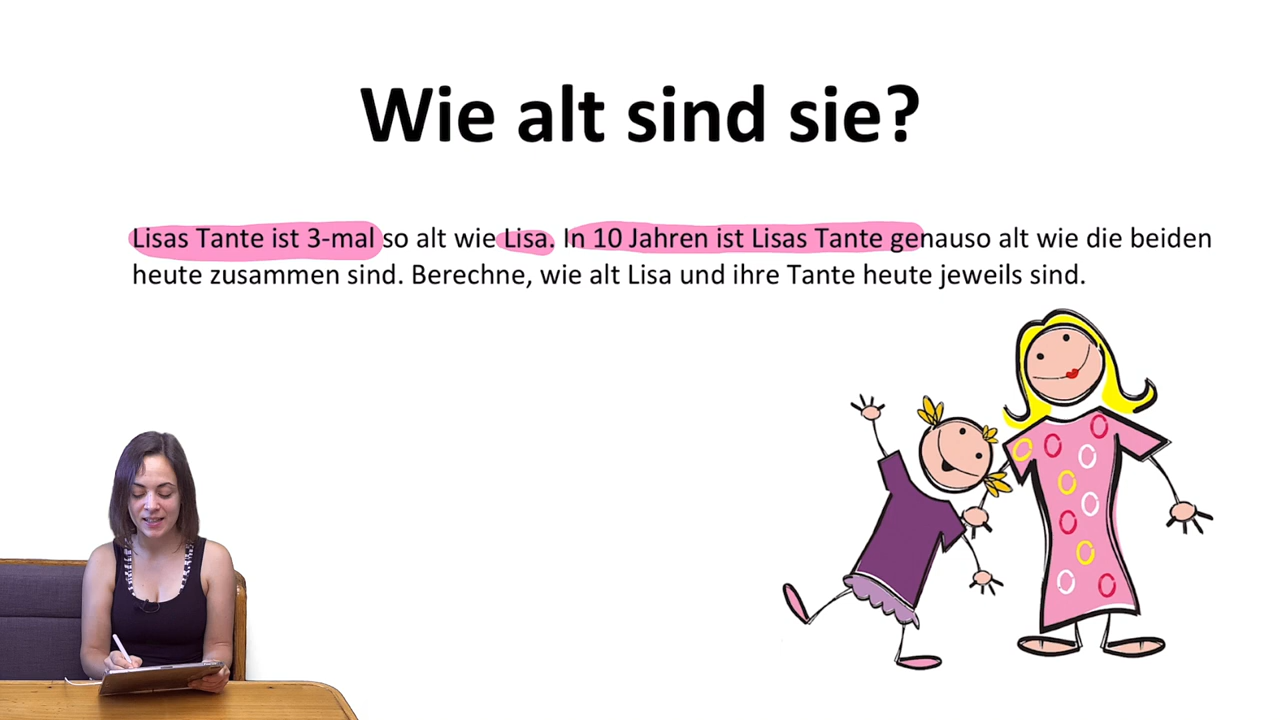 Wie alt sind sie?
Lisas Tante ist 3-mal so alt wie Lisa. In 10 Jahren ist Lisas Tante genauso alt wie die beiden
heute zusammen sind. Berechne, wie alt Lisa und ihre Tante heute jeweils sind.